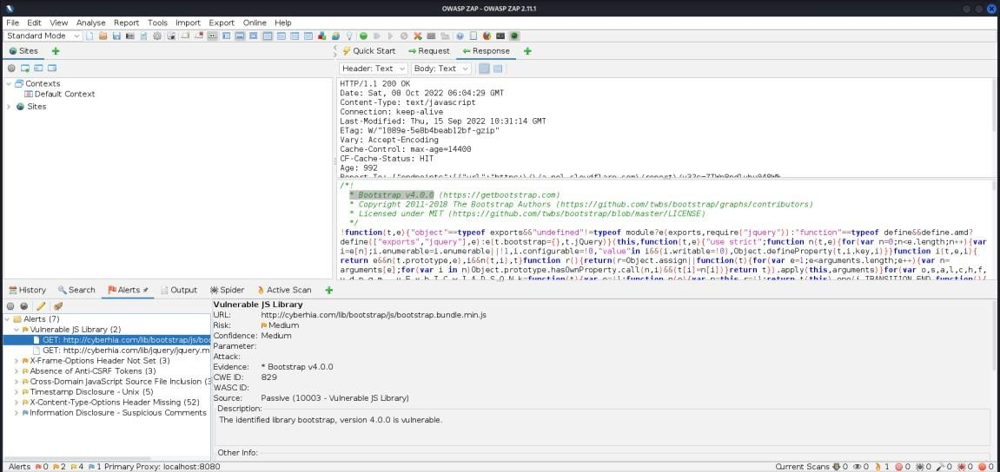 OWASP ZAP - OWASP ZAP 2.11.1
File Edit View Analyse Report Tools Import Export Online Help
Standard Mode
Sites
Quick Start Request Response
Header: Text Body: Text
Contexts
Default Context
Sites
HTTP/1.1 200 OK
Date: Sat, 08 Oct 2022 06:04:29 GMT
Content-Type: text/javascript
Connection: keep-alive
Last-Modified: Thu, 15 Sep 2022 10:31:14 GMT
ETag: W/"1089e-5e8b4beab12bf-gzip"
Vary: Accept-Encoding
Cache-Control: max-age=14400
CF-Cache-Status: HIT
Age: 992
/*!
* Bootstrap v4.0.0 (https://getbootstrap.com)
* Copyright 2011-2018 The Bootstrap Authors (https://github.com/twbs/bootstrap/graphs/contributors)
* Licensed under MIT (https://github.com/twbs/bootstrap/blob/master/LICENSE)
*/
!function(t,e){"object"==typeof exports&&"undefined"!=typeof module?e(exports,require("jquery")):"function"==typeof define&&define.amd?
define(["exports","jquery"],e):e(t.bootstrap={},t.jQuery)}(this,function(t,e){"use strict";function n(t,e){for(var n=0;n<e.length;n++){var
i=e[n];i.enumerable=i.enumerable||!1,i.configurable=!0,"value"in i&&(i.writable=!0),Object.defineProperty(t,i.key,i)}}function i(t,e,i){
return e&&n(t.prototype,e),i&&n(t,i),t}function r(){return(r=Object.assign||function(t){for(var e=1;e<arguments.length;e++){var n=
arguments[e];for(var i in n)Object.prototype.hasOwnProperty.call(n,i)&&(t[i]=n[i])}return t}).apply(this,arguments)}for(var o,s,a,l,c,h,f,
History Search Alerts Output Spider Active Scan
Alerts (7)
Vulnerable JS Library (2)
GET: http://cyberhia.com/lib/bootstrap/js/boo
GET: http://cyberhia.com/lib/jquery/jquery.m
X-Frame-Options Header Not Set (3)
Absence of Anti-CSRF Tokens (3)
Cross-Domain JavaScript Source File Inclusion (3
Timestamp Disclosure - Unix (5)
X-Content-Type-Options Header Missing (52)
Information Disclosure - Suspicious Comments
Vulnerable JS Library
URL: http://cyberhia.com/lib/bootstrap/js/bootstrap.bundle.min.js
Risk: Medium
Confidence: Medium
Parameter:
Attack:
Evidence: * Bootstrap v4.0.0
CWE ID: 829
WASC ID:
Source: Passive (10003 - Vulnerable JS Library)
Description:
The identified library bootstrap, version 4.0.0 is vulnerable.
Other Info:
Alerts 0 2 4 1 Primary Proxy: localhost:8080
Current Scans 0 0 1 0 0 0 0 0